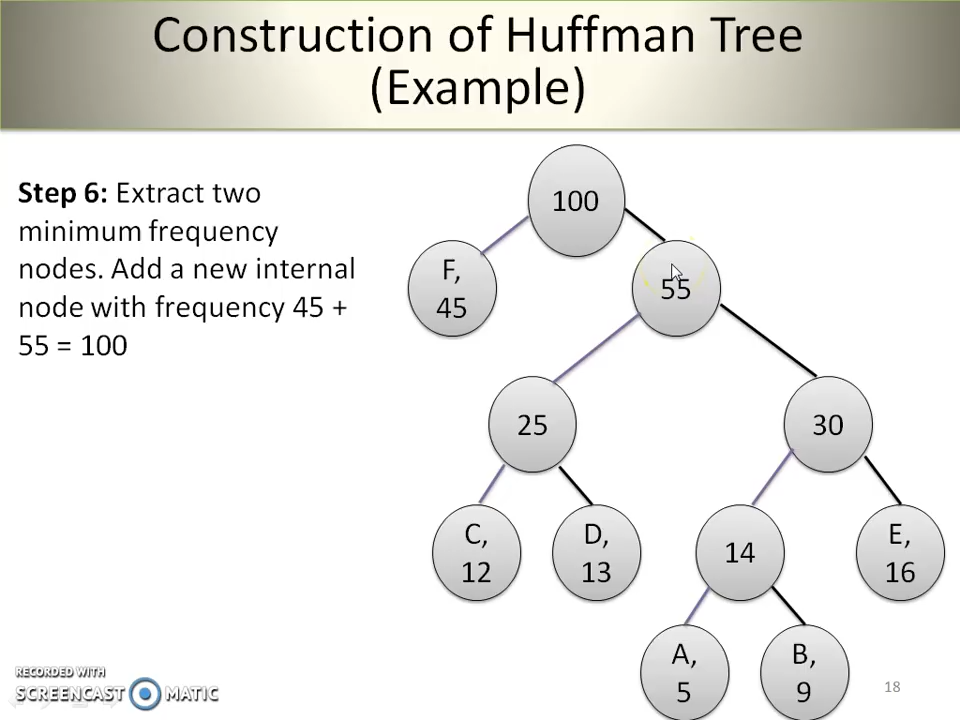 Construction of Huffman Tree
(Example)
Step 6: Extract two
minimum frequency
nodes. Add a new internal
node with frequency 45 +
55 = 100
100
F,
45
55
25
30
C,
12
D,
13
14
E,
16
A,
5
B,
9
RECORDED WITH
SCREENCAST MATIC
18